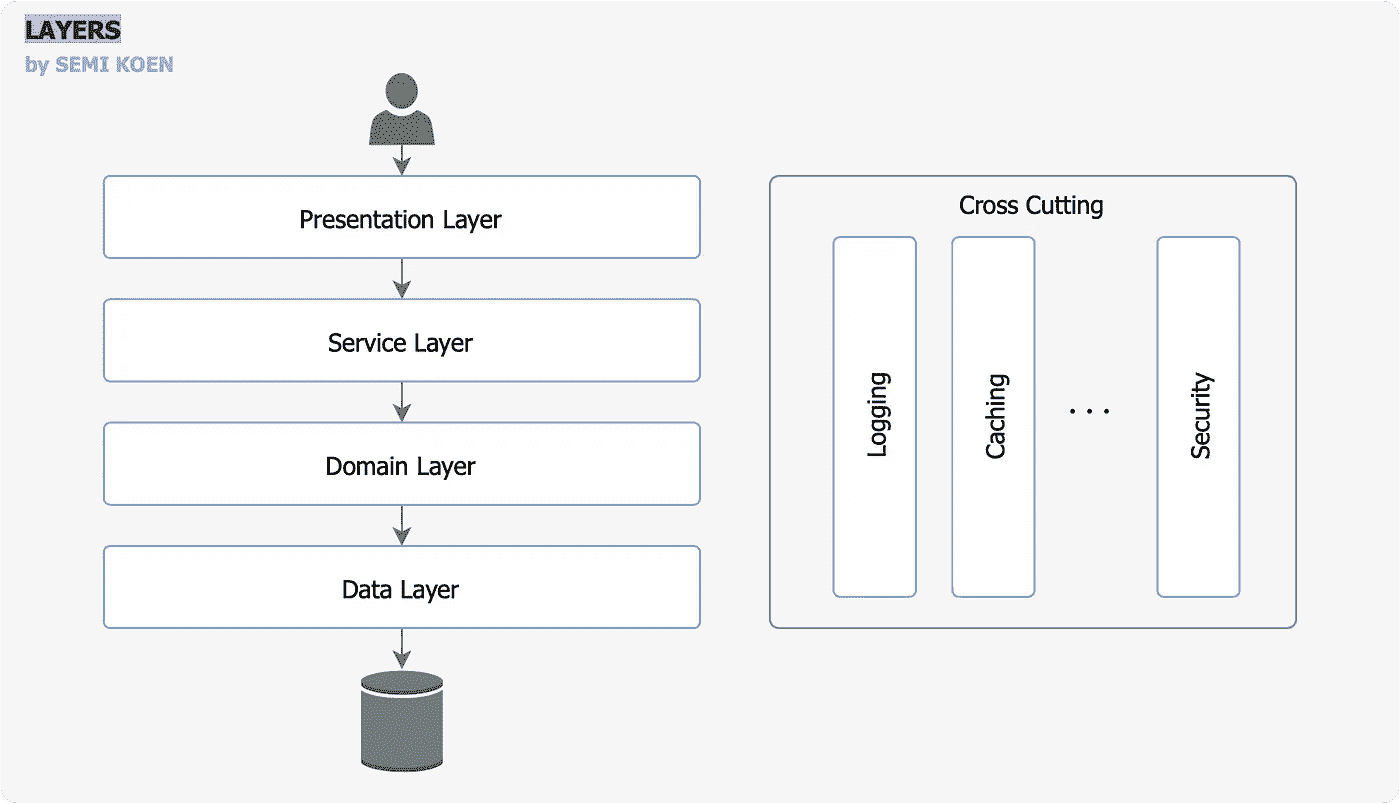 LAYERS
by SEMI KOEN
Presentation Layer
Service Layer
Domain Layer
Data Layer
Cross Cutting
Logging
Caching
. . .
Security